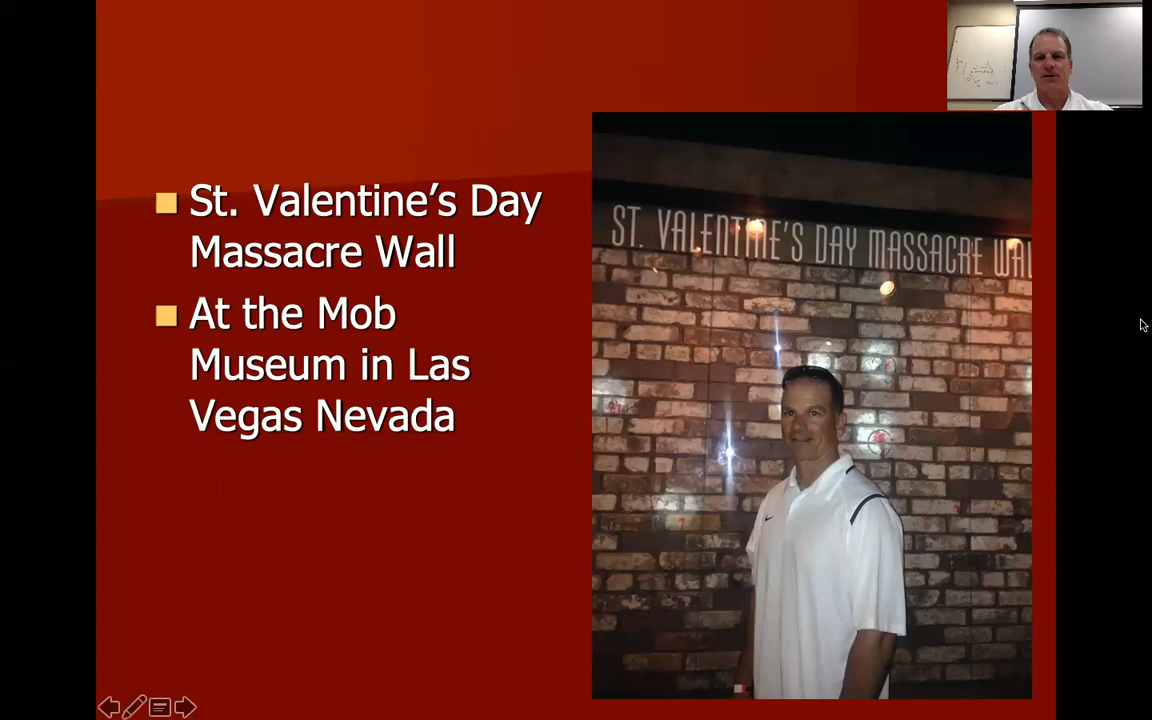 St. Valentine’s Day
Massacre Wall
At the Mob
Museum in Las
Vegas Nevada
ST. VALENTINE'S DAY MASSACRE WAL